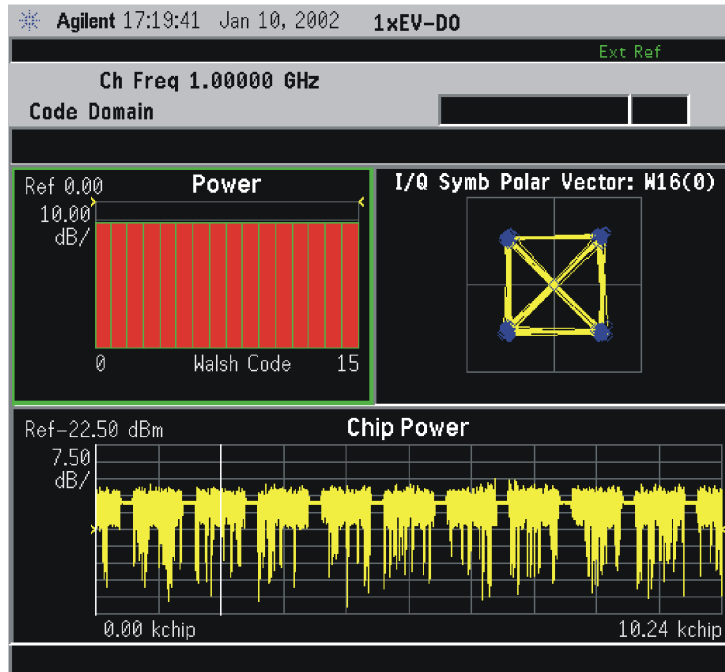 Agilent 17:19:41 Jan 10, 2002 1xEV-DO
Ext Ref
Ch Freq 1.00000 GHz
Code Domain
Ref 0.00 Power
10.00
dB/
0 Walsh Code 15
I/Q Symb Polar Vector: W16(0)
Ref-22.50 dBm Chip Power
7.50
dB/
0.00 kchip 10.24 kchip